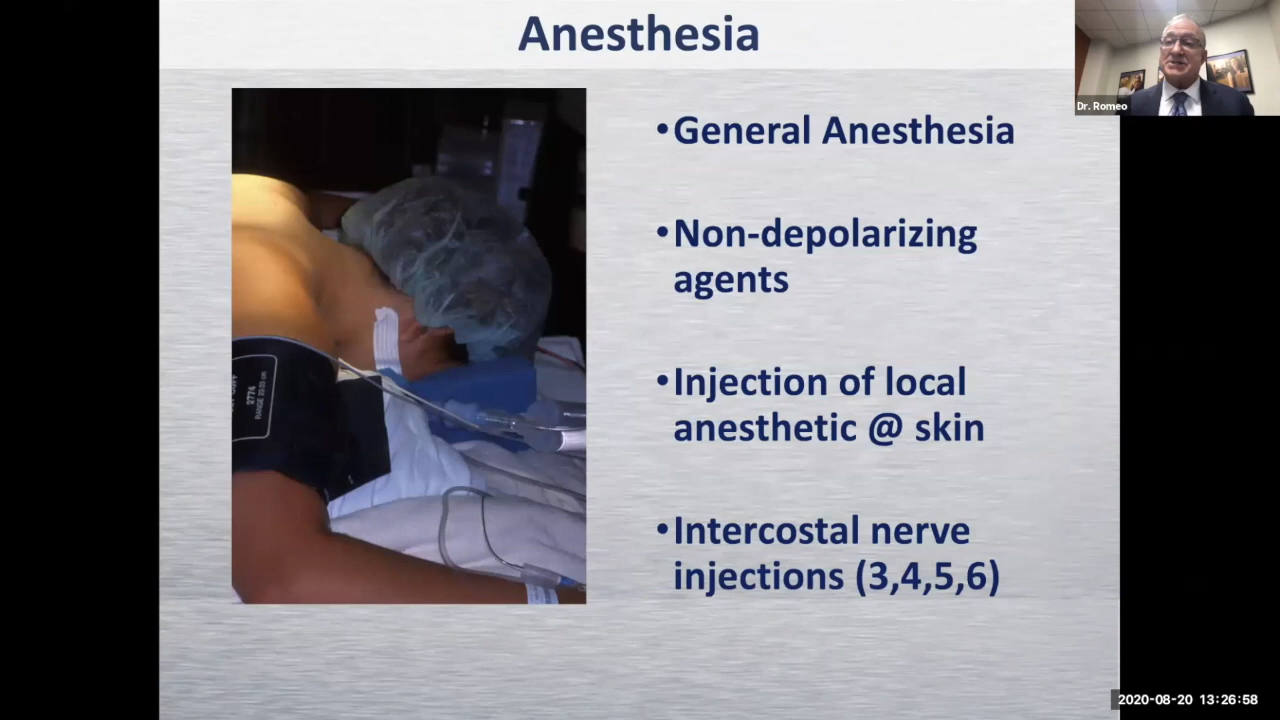 Anesthesia
Dr. Romeo
•General Anesthesia
•Non-depolarizing
agents
•Injection of local
anesthetic @ skin
•Intercostal nerve
injections (3,4,5,6)
2774
2020-08-20 13:26:58